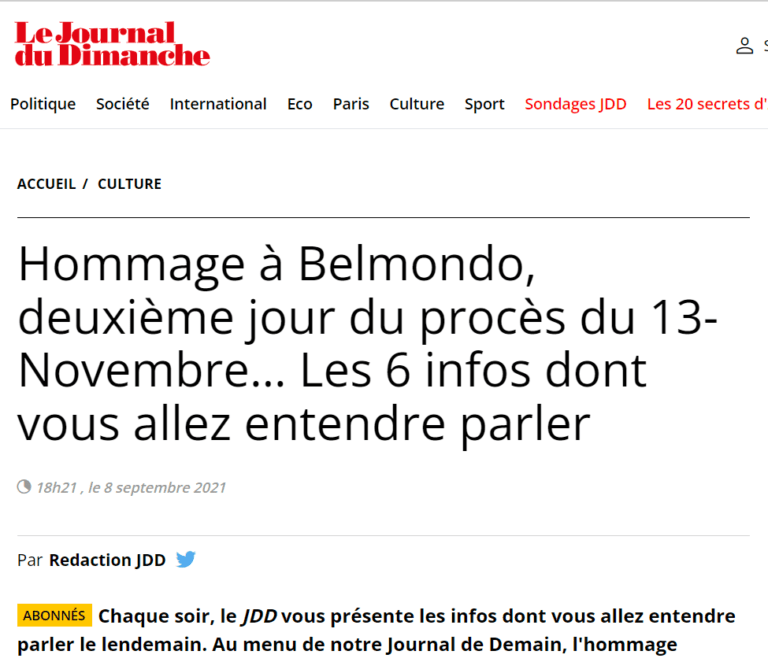 Le Journal
du Dimanche
Politique Société International Eco Paris Culture Sport Sondages JDD Les 20 secrets d'
ACCUEIL / CULTURE
Hommage à Belmondo,
deuxième jour du procès du 13-
Novembre... Les 6 infos dont
vous allez entendre parler
18h21 , le 8 septembre 2021
Par Redaction JDD
ABONNÉS Chaque soir, le JDD vous présente les infos dont vous allez entendre
parler le lendemain. Au menu de notre Journal de Demain, l'hommage